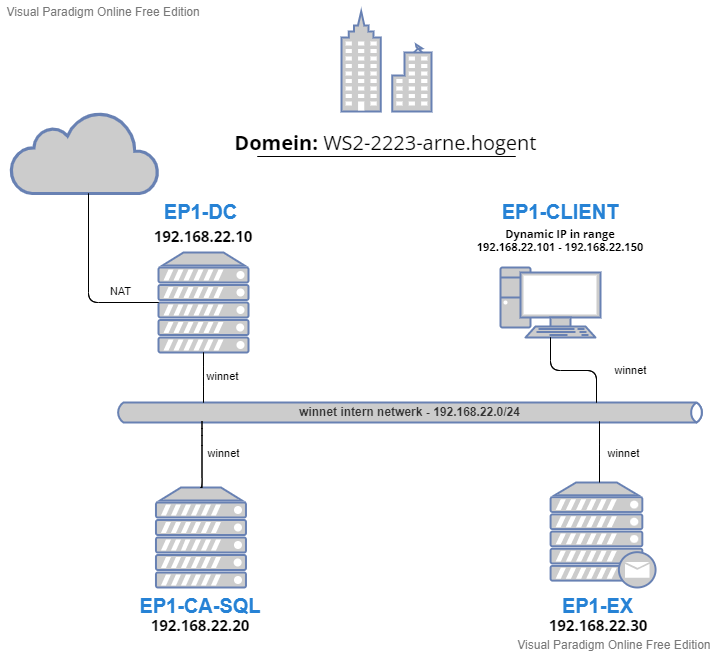 Visual Paradigm Online Free Edition
Domein: WS2-2223-arne.hogent
EP1-DC
192.168.22.10
EP1-CLIENT
Dynamic IP in range
192.168.22.101 - 192.168.22.150
NAT
winnet
winnet
winnet intern netwerk - 192.168.22.0/24
winnet
winnet
EP1-CA-SQL
192.168.22.20
EP1-EX
192.168.22.30
Visual Paradigm Online Free Edition